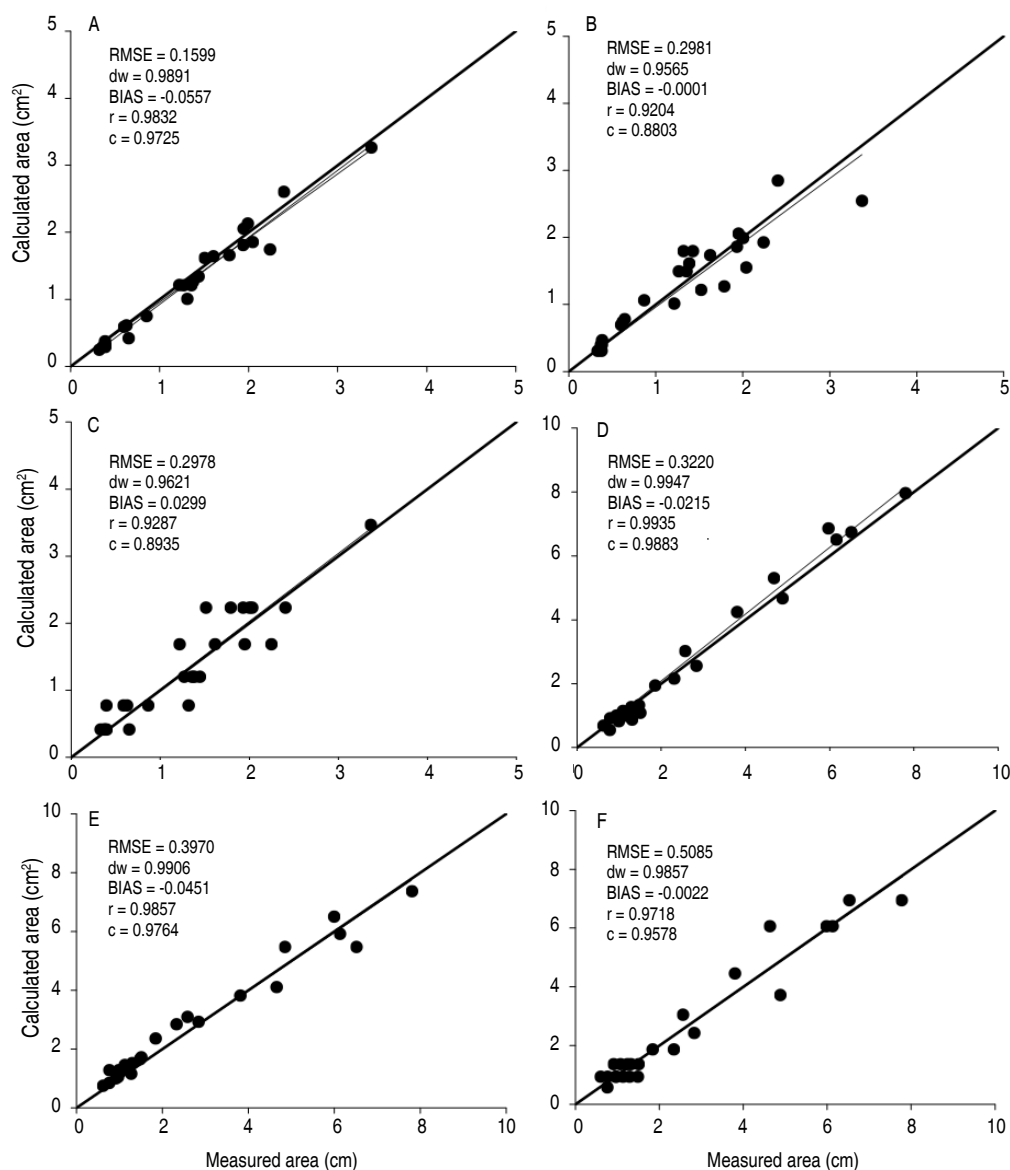 A
RMSE = 0.1599
dw = 0.9891
BIAS = -0.0557
r = 0.9832
c = 0.9725
Calculated area (cm²)
5
4
3
2
1
0
0 1 2 3 4 5
B
RMSE = 0.2981
dw = 0.9565
BIAS = -0.0001
r = 0.9204
c = 0.8803
5
4
3
2
1
0
0 1 2 3 4 5
C
RMSE = 0.2978
dw = 0.9621
BIAS = 0.0299
r = 0.9287
c = 0.8935
Calculated area (cm²)
5
4
3
2
1
0
0 1 2 3 4 5
D
RMSE = 0.3220
dw = 0.9947
BIAS = -0.0215
r = 0.9935
c = 0.9883
10
8
6
4
2
0
0 2 4 6 8 10
E
RMSE = 0.3970
dw = 0.9906
BIAS = -0.0451
r = 0.9857
c = 0.9764
Calculated area (cm²)
10
8
6
4
2
0
0 2 4 6 8 10
Measured area (cm)
F
RMSE = 0.5085
dw = 0.9857
BIAS = -0.0022
r = 0.9718
c = 0.9578
10
8
6
4
2
0
0 2 4 6 8 10
Measured area (cm)